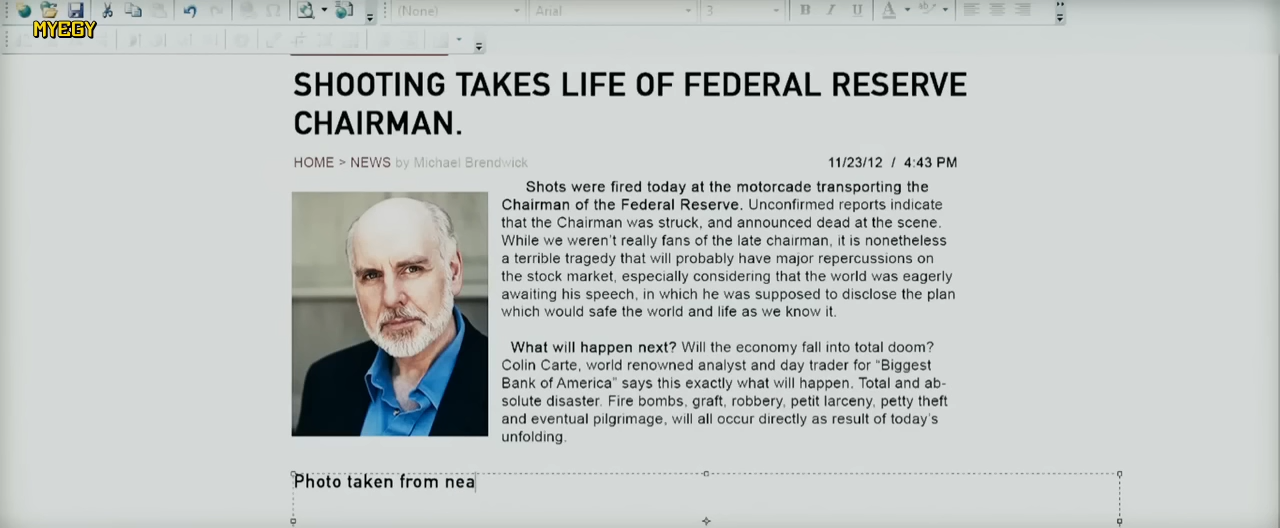 (None)
Arial
3
B I U A ab
MYEGY
SHOOTING TAKES LIFE OF FEDERAL RESERVE
CHAIRMAN.
HOME > NEWS by Michael Brendwick
11/23/12 / 4:43 PM
Shots were fired today at the motorcade transporting the
Chairman of the Federal Reserve. Unconfirmed reports indicate
that the Chairman was struck, and announced dead at the scene.
While we weren't really fans of the late chairman, it is nonetheless
a terrible tragedy that will probably have major repercussions on
the stock market, especially considering that the world was eagerly
awaiting his speech, in which he was supposed to disclose the plan
which would safe the world and life as we know it.
What will happen next? Will the economy fall into total doom?
Colin Carte, world renowned analyst and day trader for “Biggest
Bank of America” says this exactly what will happen. Total and ab-
solute disaster. Fire bombs, graft, robbery, petit larceny, petty theft
and eventual pilgrimage, will all occur directly as result of today's
unfolding.
Photo taken from nea